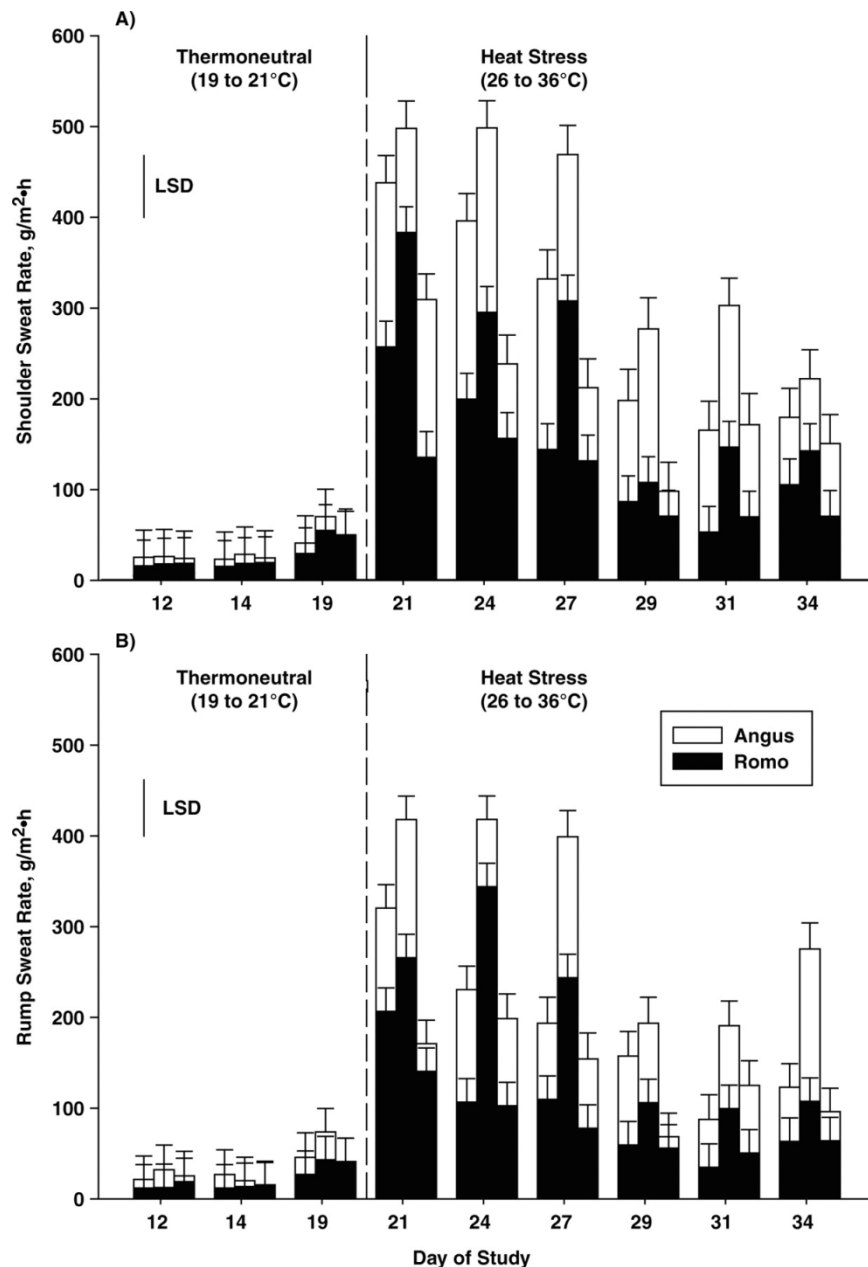 A)
Thermoneutral
(19 to 21°C)
Heat Stress
(26 to 36°C)
LSD
Shoulder Sweat Rate, g/m²•h
600
500
400
300
200
100
0
12 14 19 21 24 27 29 31 34
B)
Thermoneutral
(19 to 21°C)
Heat Stress
(26 to 36°C)
Angus
Romo
LSD
Rump Sweat Rate, g/m²•h
600
500
400
300
200
100
0
12 14 19 21 24 27 29 31 34
Day of Study